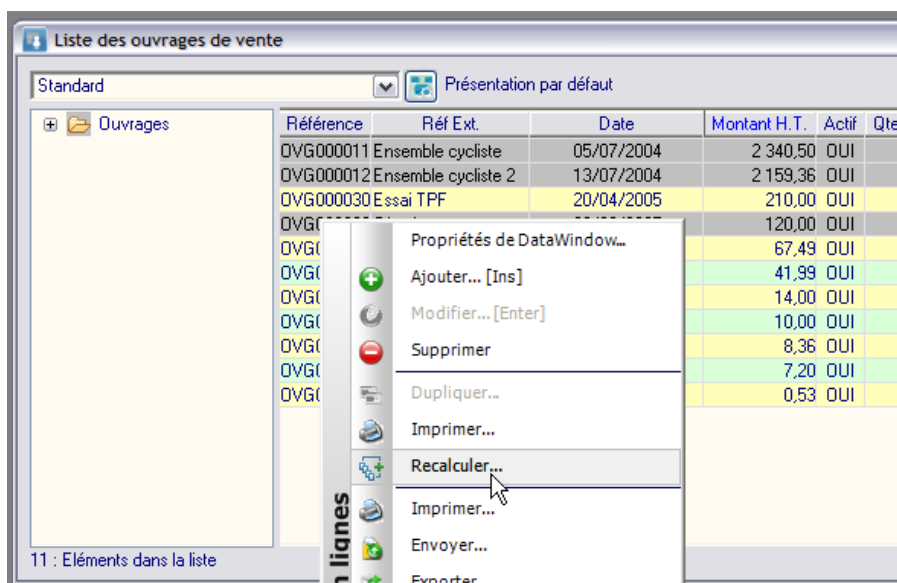 Liste des ouvrages de vente
Standard Présentation par défaut
Ouvrages
Référence Réf Ext. Date Montant H.T. Actif Qte
OVG000011 Ensemble cycliste 05/07/2004 2 340,50 OUI
OVG000012 Ensemble cycliste 2 13/07/2004 2 159,36 OUI
OVG000030 Essai TPF 20/04/2005 210,00 OUI
120,00 OUI
67,49 OUI
41,99 OUI
14,00 OUI
10,00 OUI
8,36 OUI
7,20 OUI
0,53 OUI
Propriétés de DataWindow...
Ajouter... [Ins]
Modifier... [Enter]
Supprimer
Dupliquer...
Imprimer...
Recalculer...
Imprimer...
Envoyer...
Exporter
n lignes
11 : Eléments dans la liste